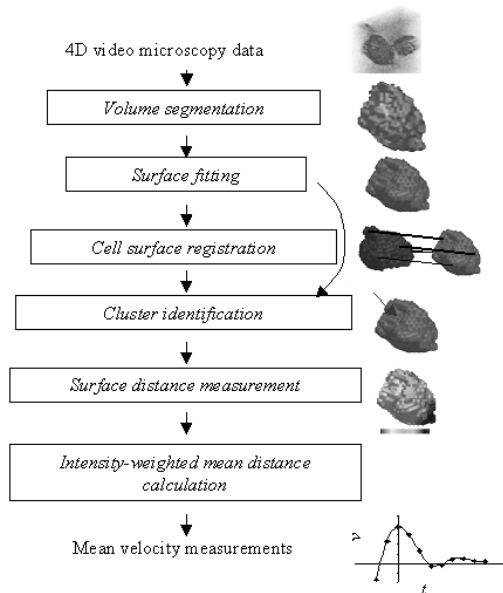 4D video microscopy data
Volume segmentation
Surface fitting
Cell surface registration
Cluster identification
Surface distance measurement
Intensity-weighted mean distance
calculation
Mean velocity measurements
v
t